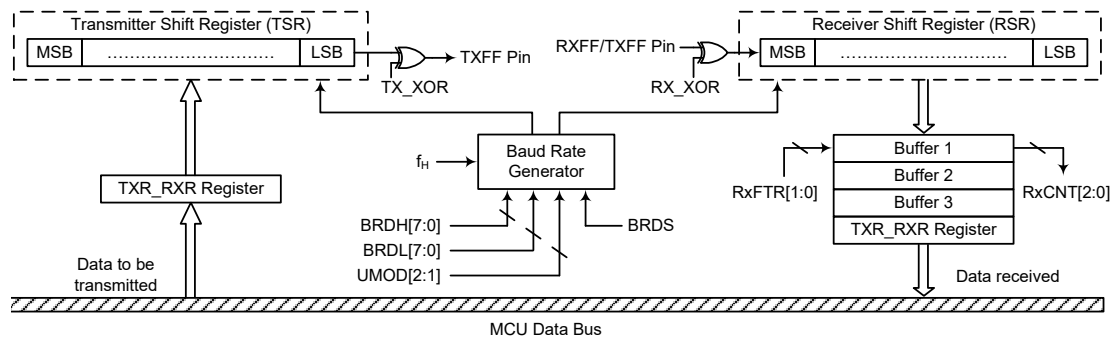 Transmitter Shift Register (TSR)
MSB
………………………….
LSB
TX_XOR
TXFF Pin
Receiver Shift Register (RSR)
RXFF/TXFF Pin
RX_XOR
MSB
………………………….
LSB
TXR_RXR Register
fH
Baud Rate
Generator
BRDH[7:0]
BRDL[7:0]
UMOD[2:1]
BRDS
RxFTR[1:0]
Buffer 1
Buffer 2
Buffer 3
TXR_RXR Register
RxCNT[2:0]
Data to be
transmitted
Data received
MCU Data Bus